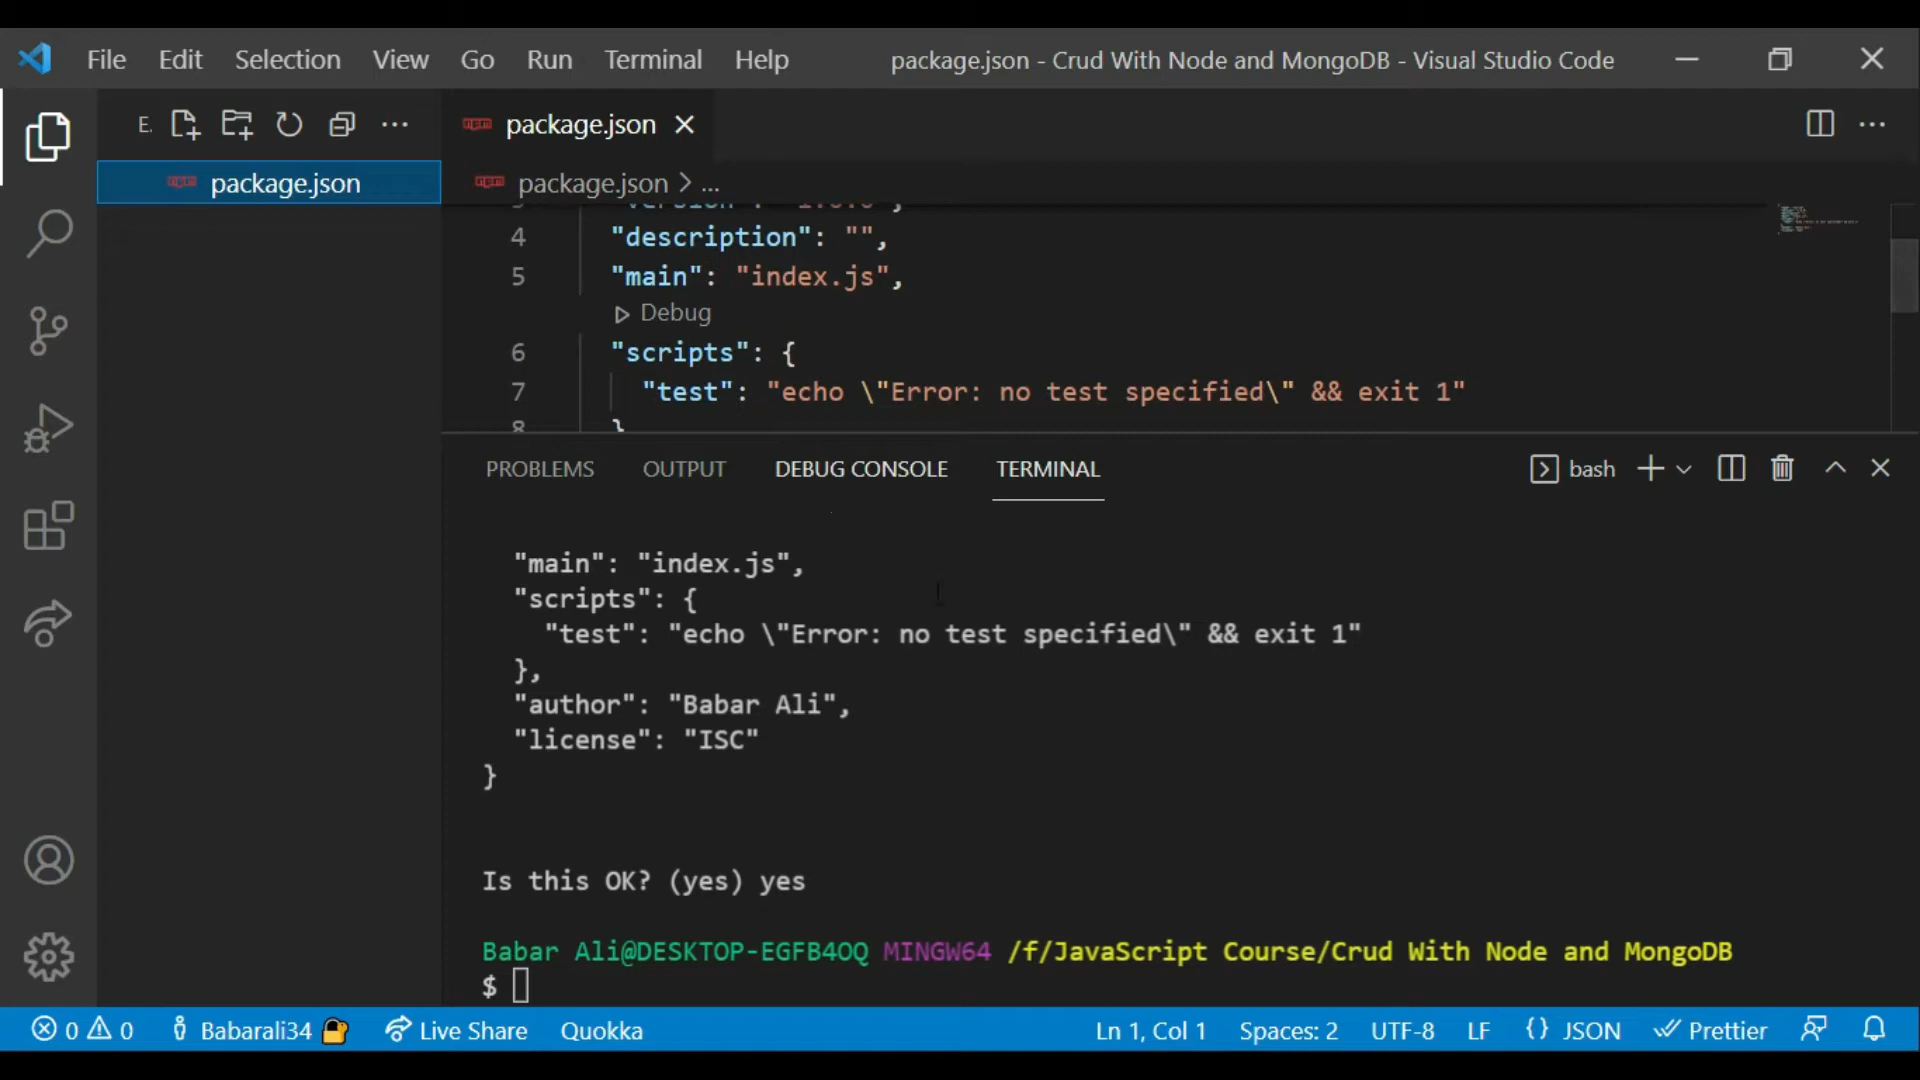 File Edit Selection View Go Run Terminal Help package.json - Crud With Node and MongoDB - Visual Studio Code
E. package.json
package.json package.json > ...
"version": "1.0.0",
4 "description": "",
5 "main": "index.js",
Debug
6 "scripts": {
7 "test": "echo \"Error: no test specified\" && exit 1"
8 }
PROBLEMS OUTPUT DEBUG CONSOLE TERMINAL bash
"main": "index.js",
"scripts": {
"test": "echo \"Error: no test specified\" && exit 1"
},
"author": "Babar Ali",
"license": "ISC"
}
Is this OK? (yes) yes
Babar Ali@DESKTOP-EGFB4OQ MINGW64 /f/JavaScript Course/Crud With Node and MongoDB
$
0 0 Babarali34 Live Share Quokka Ln 1, Col 1 Spaces: 2 UTF-8 LF {} JSON Prettier